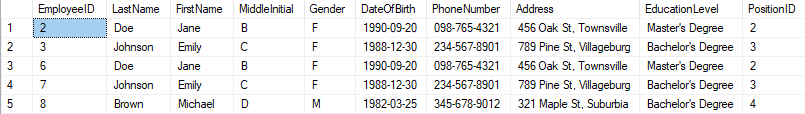 EmployeeID LastName FirstName MiddleInitial Gender DateOfBirth PhoneNumber Address EducationLevel PositionID
1 2 Doe Jane B F 1990-09-20 098-765-4321 456 Oak St, Townsville Master's Degree 2
2 3 Johnson Emily C F 1988-12-30 234-567-8901 789 Pine St, Villageburg Bachelor's Degree 3
3 6 Doe Jane B F 1990-09-20 098-765-4321 456 Oak St, Townsville Master's Degree 2
4 7 Johnson Emily C F 1988-12-30 234-567-8901 789 Pine St, Villageburg Bachelor's Degree 3
5 8 Brown Michael D M 1982-03-25 345-678-9012 321 Maple St, Suburbia Bachelor's Degree 4